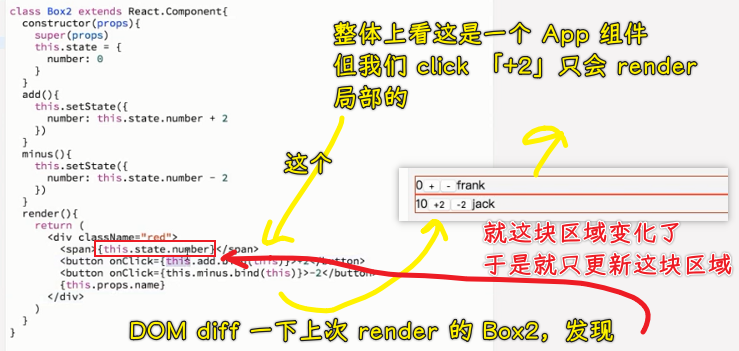 class Box2 extends React.Component{
constructor(props){
super(props)
this.state = {
number: 0
}
}
add(){
this.setState({
number: this.state.number + 2
})
}
minus(){
this.setState({
number: this.state.number - 2
})
}
render(){
return (
<div className="red">
<span>{this.state.number}</span>
<button onClick={this.add.bind(this)}>+2</button>
<button onClick={this.minus.bind(this)}>-2</button>
{this.props.name}
</div>
)
}
}
整体上看这是一个 App 组件
但我们 click 「+2」只会 render
局部的
这个
0 + - frank
10 +2 -2 jack
就这块区域变化了
于是就只更新这块区域
DOM diff 一下上次 render 的 Box2，发现